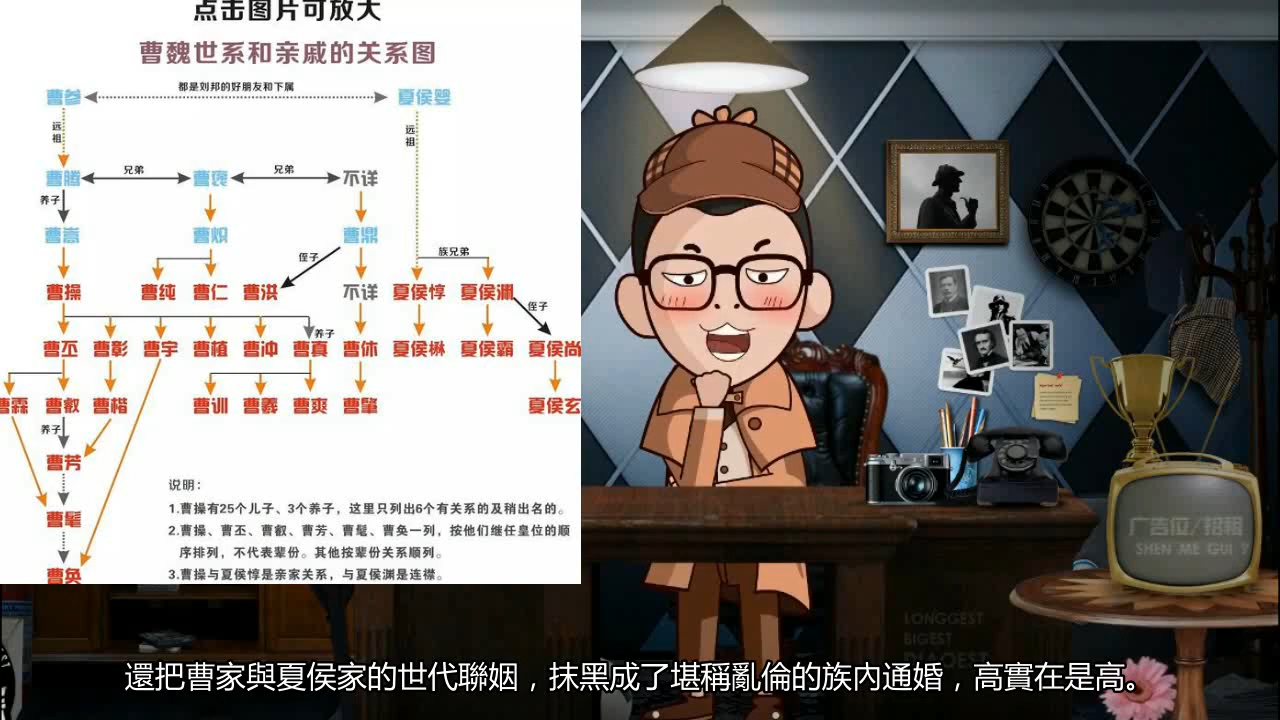 点击图片可放大
曹魏世系和亲戚的关系图
都是刘邦的好朋友和下属
曹参 夏侯婴
远祖 远祖
曹腾 兄弟 曹褒 兄弟 不详
养子
曹嵩 曹炽 曹鼎
侄子 族兄弟
曹操 曹纯 曹仁 曹洪 不详 夏侯惇 夏侯渊
养子 侄子
曹丕 曹彰 曹宇 曹植 曹冲 曹真 曹休 夏侯楙 夏侯霸 夏侯尚
曹霖 曹叡 曹楷 曹训 曹羲 曹爽 曹肇 夏侯玄
养子
曹芳
曹髦
曹奂
说明：
1.曹操有25个儿子、3个养子，这里只列出6个有关系的及稍出名的。
2.曹操、曹丕、曹叡、曹芳、曹髦、曹奂一列，按他们继任皇位的顺
序排列，不代表辈份。其他按辈份关系顺列。
3.曹操与夏侯惇是亲家关系，与夏侯渊是连襟。
广告位/招租
SHEN ME GUI ?
LONGGEST
BIGEST
還把曹家與夏侯家的世代聯姻，抹黑成了堪稱亂倫的族內通婚，高實在是高。